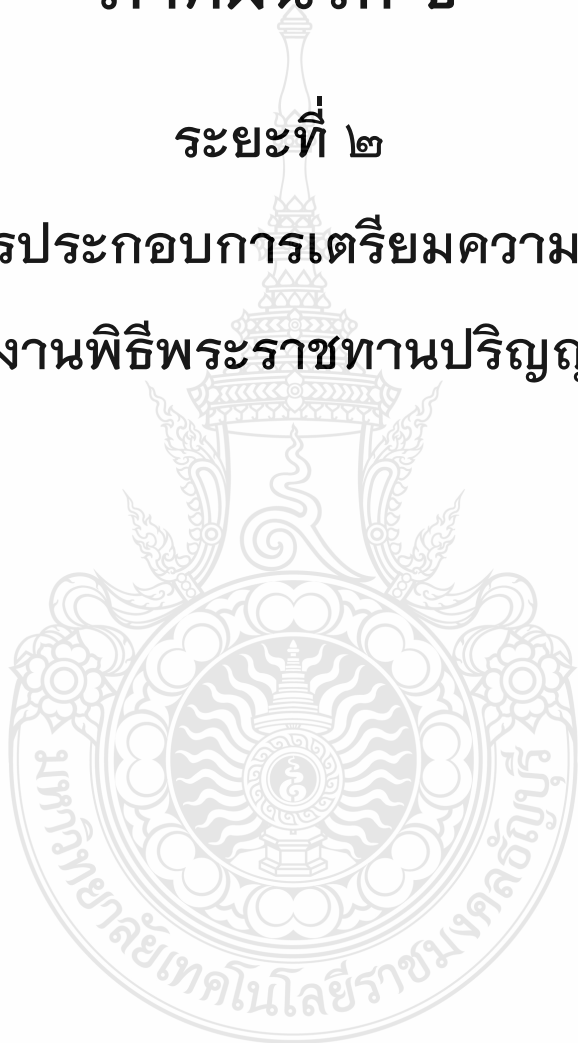 ระยะที่ ๒
รประกอบการเตรียมความ
งานพิธีพระราชทานปริญญ
มหาวิทยาลัยเทคโนโลยีราชมงคลธัญบุรี